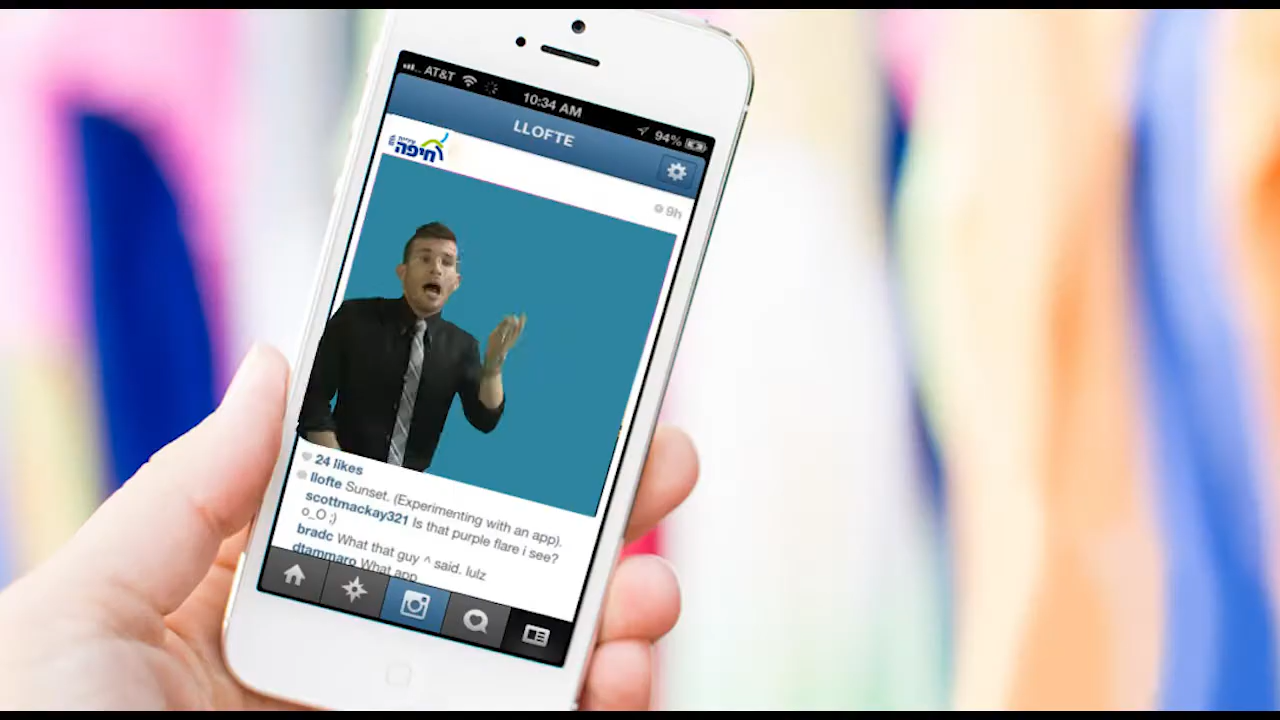 AT&T 10:34 AM 94%
LLOFTE
עיריית
חיפה
9h
24 likes
llofte Sunset. (Experimenting with an app).
scottmackay321 Is that purple flare i see?
o_O ;)
bradc What that guy ^ said. lulz
dtammaro What app